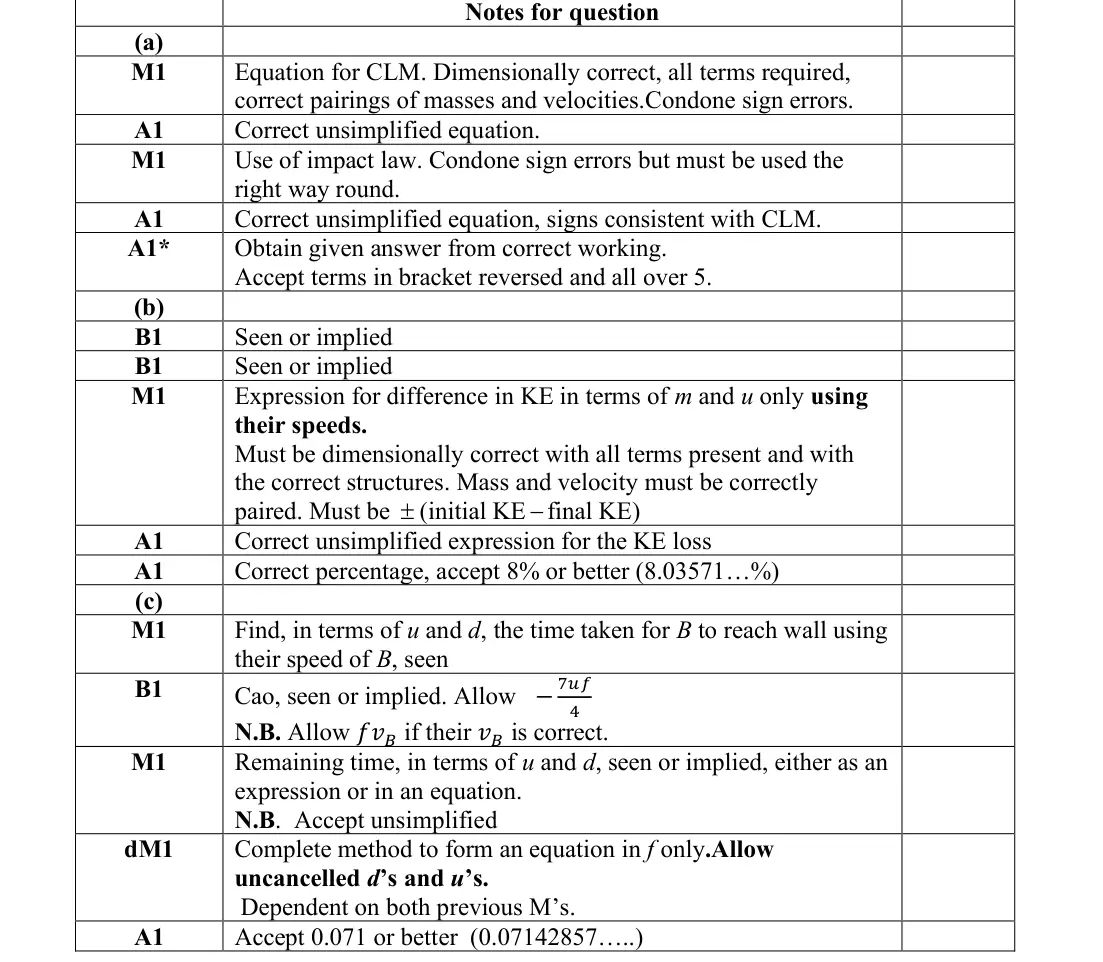 Notes for question
(a)
M1 Equation for CLM. Dimensionally correct, all terms required,
correct pairings of masses and velocities.Condone sign errors.
A1 Correct unsimplified equation.
M1 Use of impact law. Condone sign errors but must be used the
right way round.
A1 Correct unsimplified equation, signs consistent with CLM.
A1* Obtain given answer from correct working.
Accept terms in bracket reversed and all over 5.
(b)
B1 Seen or implied
B1 Seen or implied
M1 Expression for difference in KE in terms of m and u only using
their speeds.
Must be dimensionally correct with all terms present and with
the correct structures. Mass and velocity must be correctly
paired. Must be ± (initial KE – final KE)
A1 Correct unsimplified expression for the KE loss
A1 Correct percentage, accept 8% or better (8.03571…%)
(c)
M1 Find, in terms of u and d, the time taken for B to reach wall using
their speed of B, seen
B1 Cao, seen or implied. Allow −7uf/4
N.B. Allow fv_B if their v_B is correct.
M1 Remaining time, in terms of u and d, seen or implied, either as an
expression or in an equation.
N.B. Accept unsimplified
dM1 Complete method to form an equation in f only.Allow
uncancelled d’s and u’s.
Dependent on both previous M’s.
A1 Accept 0.071 or better (0.07142857…..)